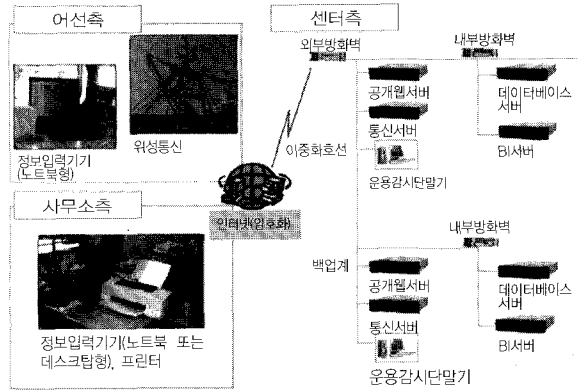 어선측
정보입력기기
(노트북형)
위성통신
사무소측
정보입력기기(노트북 또는
데스크탑형), 프린터
인터넷(암호화)
이중화호선
센터측
외부방화벽
내부방화벽
공개웹서버
통신서버
운용감시단말기
데이터베이스
서버
BI서버
백업계
내부방화벽
공개웹서버
통신서버
운용감시단말기
데이터베이스
서버
BI서버